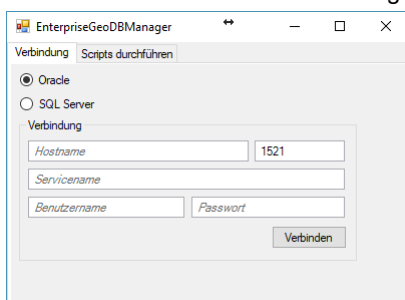 EnterpriseGeoDBManager
Verbindung Scripts durchführen
Oracle
SQL Server
Verbindung
Hostname 1521
Servicename
Benutzername Passwort
Verbinden